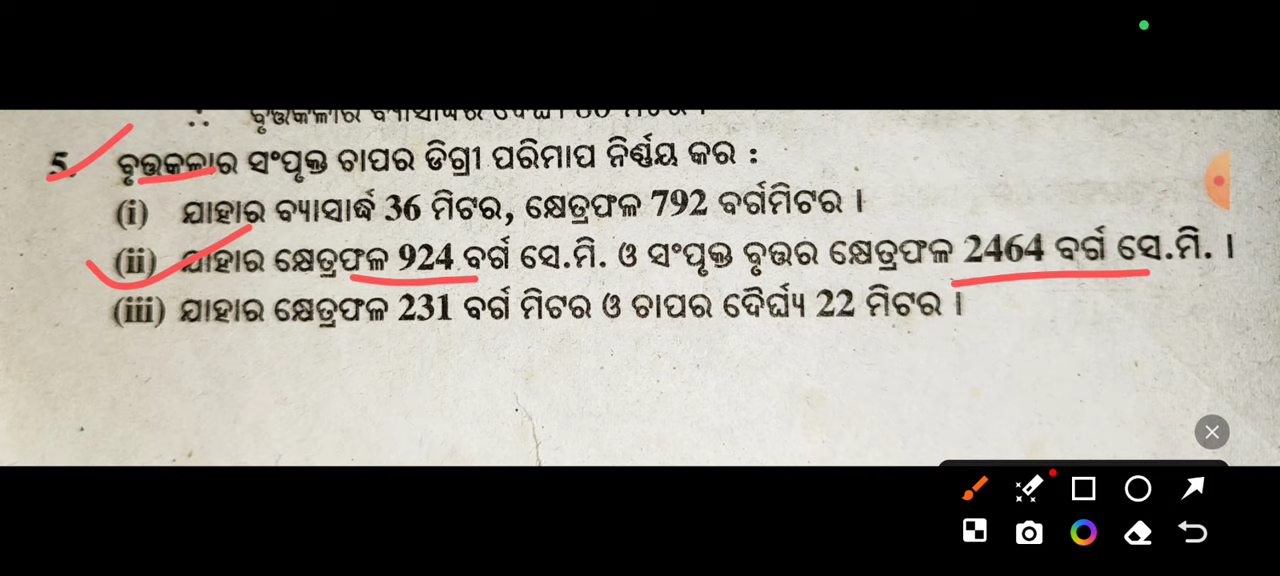 5. ବୃତ୍ତକଳାର ସଂପୃକ୍ତ ଚାପର ଡିଗ୍ରୀ ପରିମାପ ନିର୍ଣ୍ଣୟ କର :
(i) ଯାହାର ବ୍ୟାସାର୍ଦ୍ଧ 36 ମିଟର, କ୍ଷେତ୍ରଫଳ 792 ବର୍ଗମିଟର ।
(ii) ଯାହାର କ୍ଷେତ୍ରଫଳ 924 ବର୍ଗ ସେ.ମି. ଓ ସଂପୃକ୍ତ ବୃତ୍ତର କ୍ଷେତ୍ରଫଳ 2464 ବର୍ଗ ସେ.ମି. ।
(iii) ଯାହାର କ୍ଷେତ୍ରଫଳ 231 ବର୍ଗ ମିଟର ଓ ଚାପର ଦୈର୍ଘ୍ୟ 22 ମିଟର ।